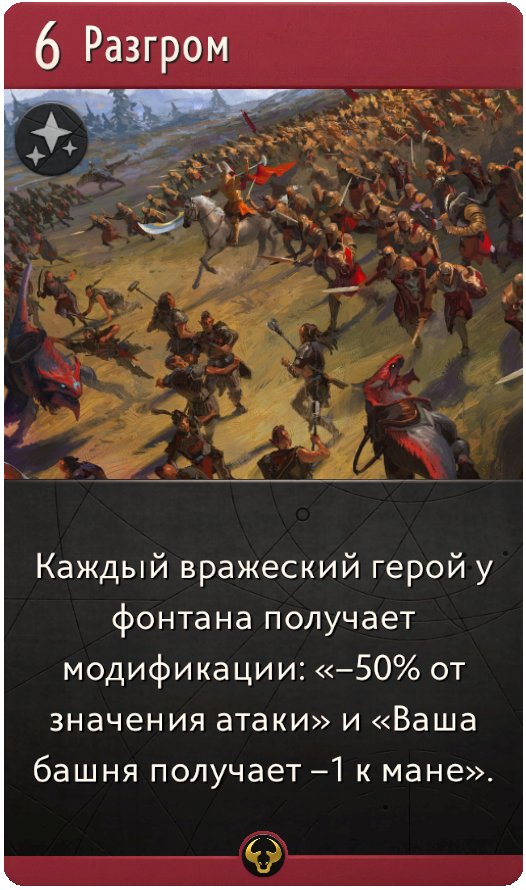 6 Разгром
Каждый вражеский герой у
фонтана получает
модификации: «–50% от
значения атаки» и «Ваша
башня получает –1 к мане».